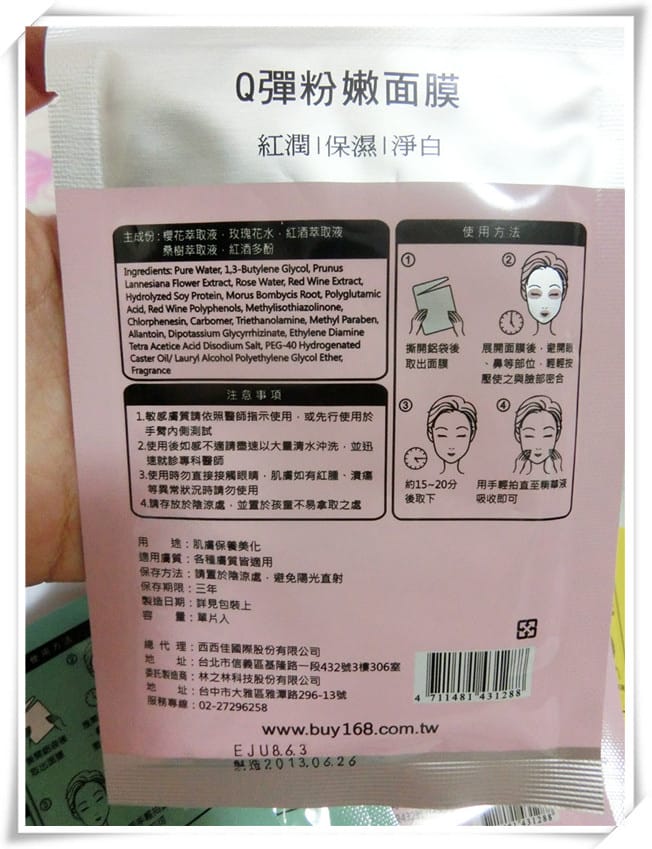 Q彈粉嫩面膜
紅潤|保濕|淨白
主成份:櫻花萃取液.玫瑰花水.紅酒萃取液
桑樹萃取液.紅酒多酚
Ingredients: Pure Water, 1,3-Butylene Glycol, Prunus
Lannesiana Flower Extract, Rose Water, Red Wine Extract,
Hydrolyzed Soy Protein, Morus Bombycis Root, Polyglutamic
Acid, Red Wine Polyphenols, Methylisothiazolinone,
Chlorphenesin, Carbomer, Triethanolamine, Methyl Paraben,
Allantoin, Dipotassium Glycyrrhizinate, Ethylene Diamine
Tetra Acetice Acid Disodium Salt, PEG-40 Hydrogenated
Caster Oil/ Lauryl Alcohol Polyethylene Glycol Ether,
Fragrance
注意事項
1.敏感膚質請依照醫師指示使用,或先行使用於
手臂內側測試
2.使用後如感不適請盡速以大量清水沖洗,並迅
速就診專科醫師
3.使用時勿直接接觸眼睛,肌膚如有紅腫、潰瘍
等異常狀況時請勿使用
4.請存放於陰涼處,並置於孩童不易拿取之處
使用方法
①
撕開鋁袋後
取出面膜
②
展開面膜後,避開眼
、鼻等部位,輕輕按
壓使之與臉部密合
③
約15~20分
後取下
④
用手輕拍直至精華液
吸收即可
用 途:肌膚保養美化
適用膚質:各種膚質皆適用
保存方法:請置於陰涼處,避免陽光直射
保存期限:三年
製造日期:詳見包裝上
容 量:單片入
總 代 理:西西佳國際股份有限公司
地 址:台北市信義區基隆路一段432號3樓306室
委託製造商:林之林科技股份有限公司
地 址:台中市大雅區雅潭路296-13號
服務專線:02-27296258
4 711481 431288
www.buy168.com.tw
EJU8.6.3
製造2013.06.26
使用方法
撕開鋁袋後
取出面膜
③
431288